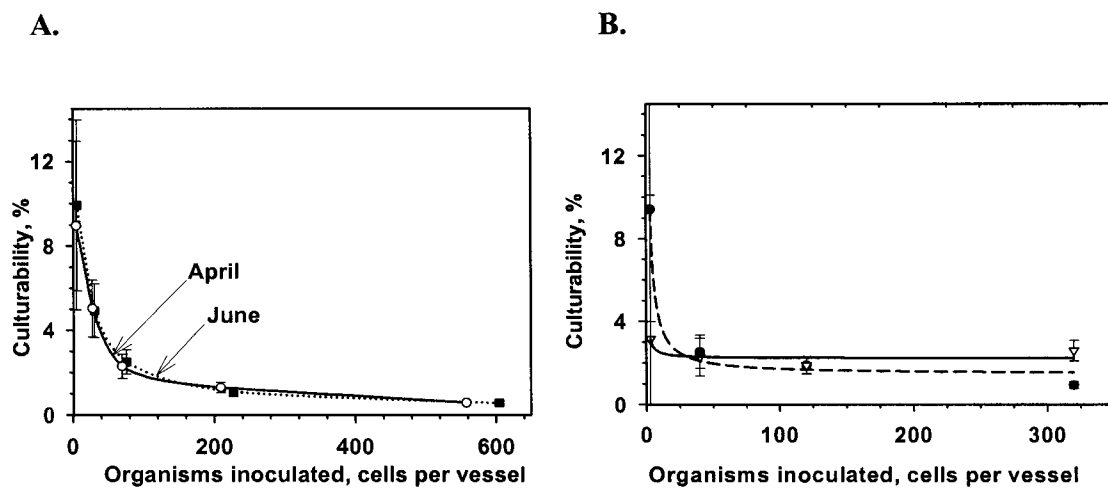 A.
B.
12
8
4
0
Culturability, %
April
June
0
200
400
600
Organisms inoculated, cells per vessel
12
8
4
0
Culturability, %
0
100
200
300
Organisms inoculated, cells per vessel